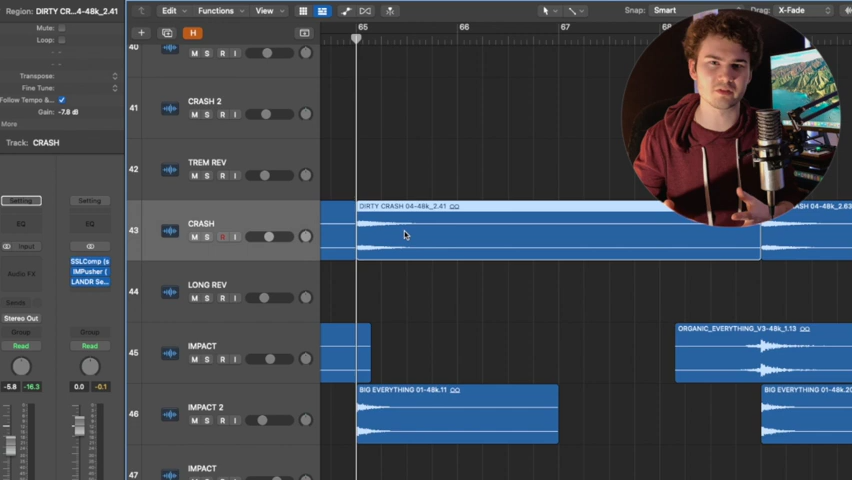 Region: DIRTY CR...4-48k_2.41
Mute:
Loop:
Transpose:
Fine Tune:
Follow Tempo &...
Gain: -7.8 dB
More
Track: CRASH
Setting
Setting
EQ
EQ
Input
Audio FX
SSLComp (s
IMPusher (
LANDR Se...
Sends
Stereo Out
Group
Group
Read
Read
-5.8 -16.3
0.0 -0.1
Edit Functions View
Snap: Smart
Drag: X-Fade
H
65 66 67 68
40
M S R I
41 CRASH 2
M S R I
42 TREM REV
M S R I
43 CRASH
M S R I
DIRTY CRASH 04-48k_2.41
ASH 04-48k_2.63
44 LONG REV
M S R I
45 IMPACT
M S R I
ORGANIC_EVERYTHING_V3-48k_1.13
46 IMPACT 2
M S R I
BIG EVERYTHING 01-48k.11
BIG EVERYTHING 01-48k.20
47 IMPACT
M S R I